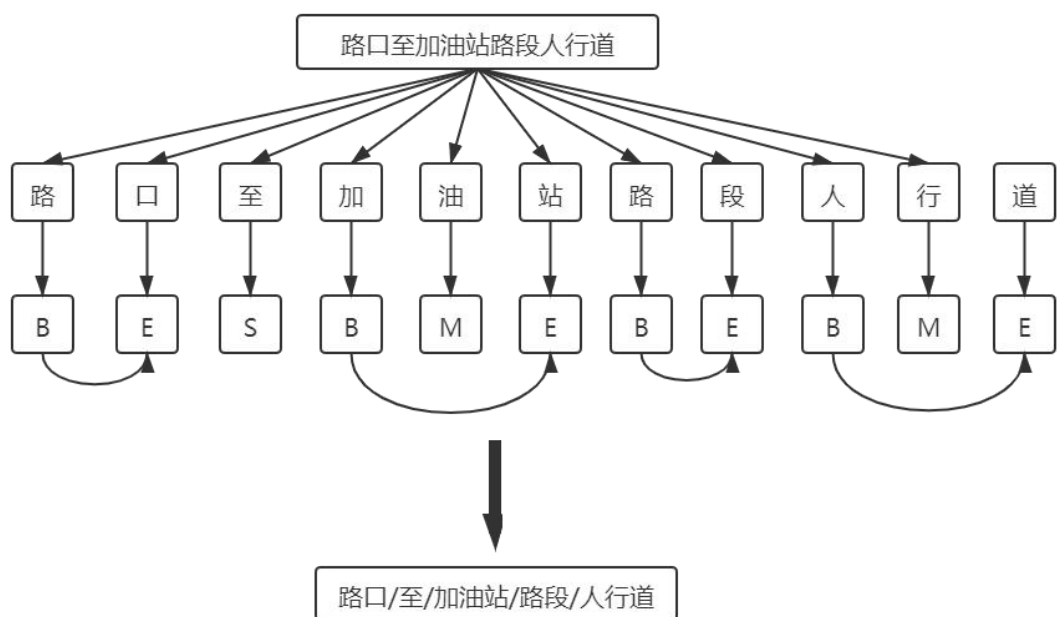 路口至加油站路段人行道
路 口 至 加 油 站 路 段 人 行 道
B E S B M E B E B M E
路口/至/加油站/路段/人行道